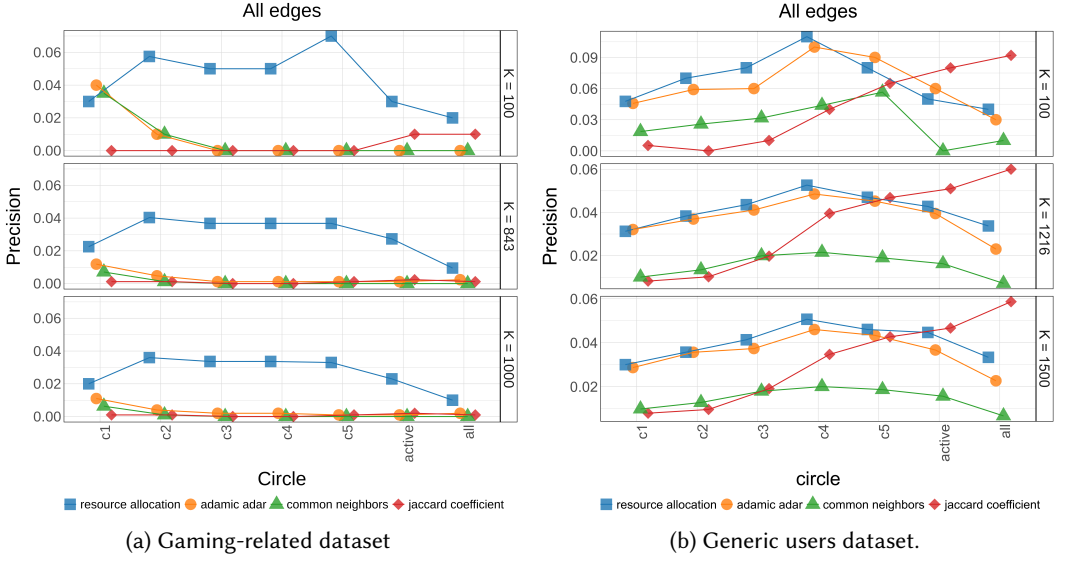 All edges
Precision
0.06
0.04
0.02
0.00
K = 100
0.06
0.04
0.02
0.00
K = 843
0.06
0.04
0.02
0.00
K = 1000
c1
c2
c3
c4
c5
active
all
Circle
resource allocation adamic adar common neighbors jaccard coefficient
(a) Gaming-related dataset
All edges
Precision
0.09
0.06
0.03
0.00
K = 100
0.06
0.04
0.02
K = 1216
0.06
0.04
0.02
K = 1500
c1
c2
c3
c4
c5
active
all
circle
resource allocation adamic adar common neighbors jaccard coefficient
(b) Generic users dataset.